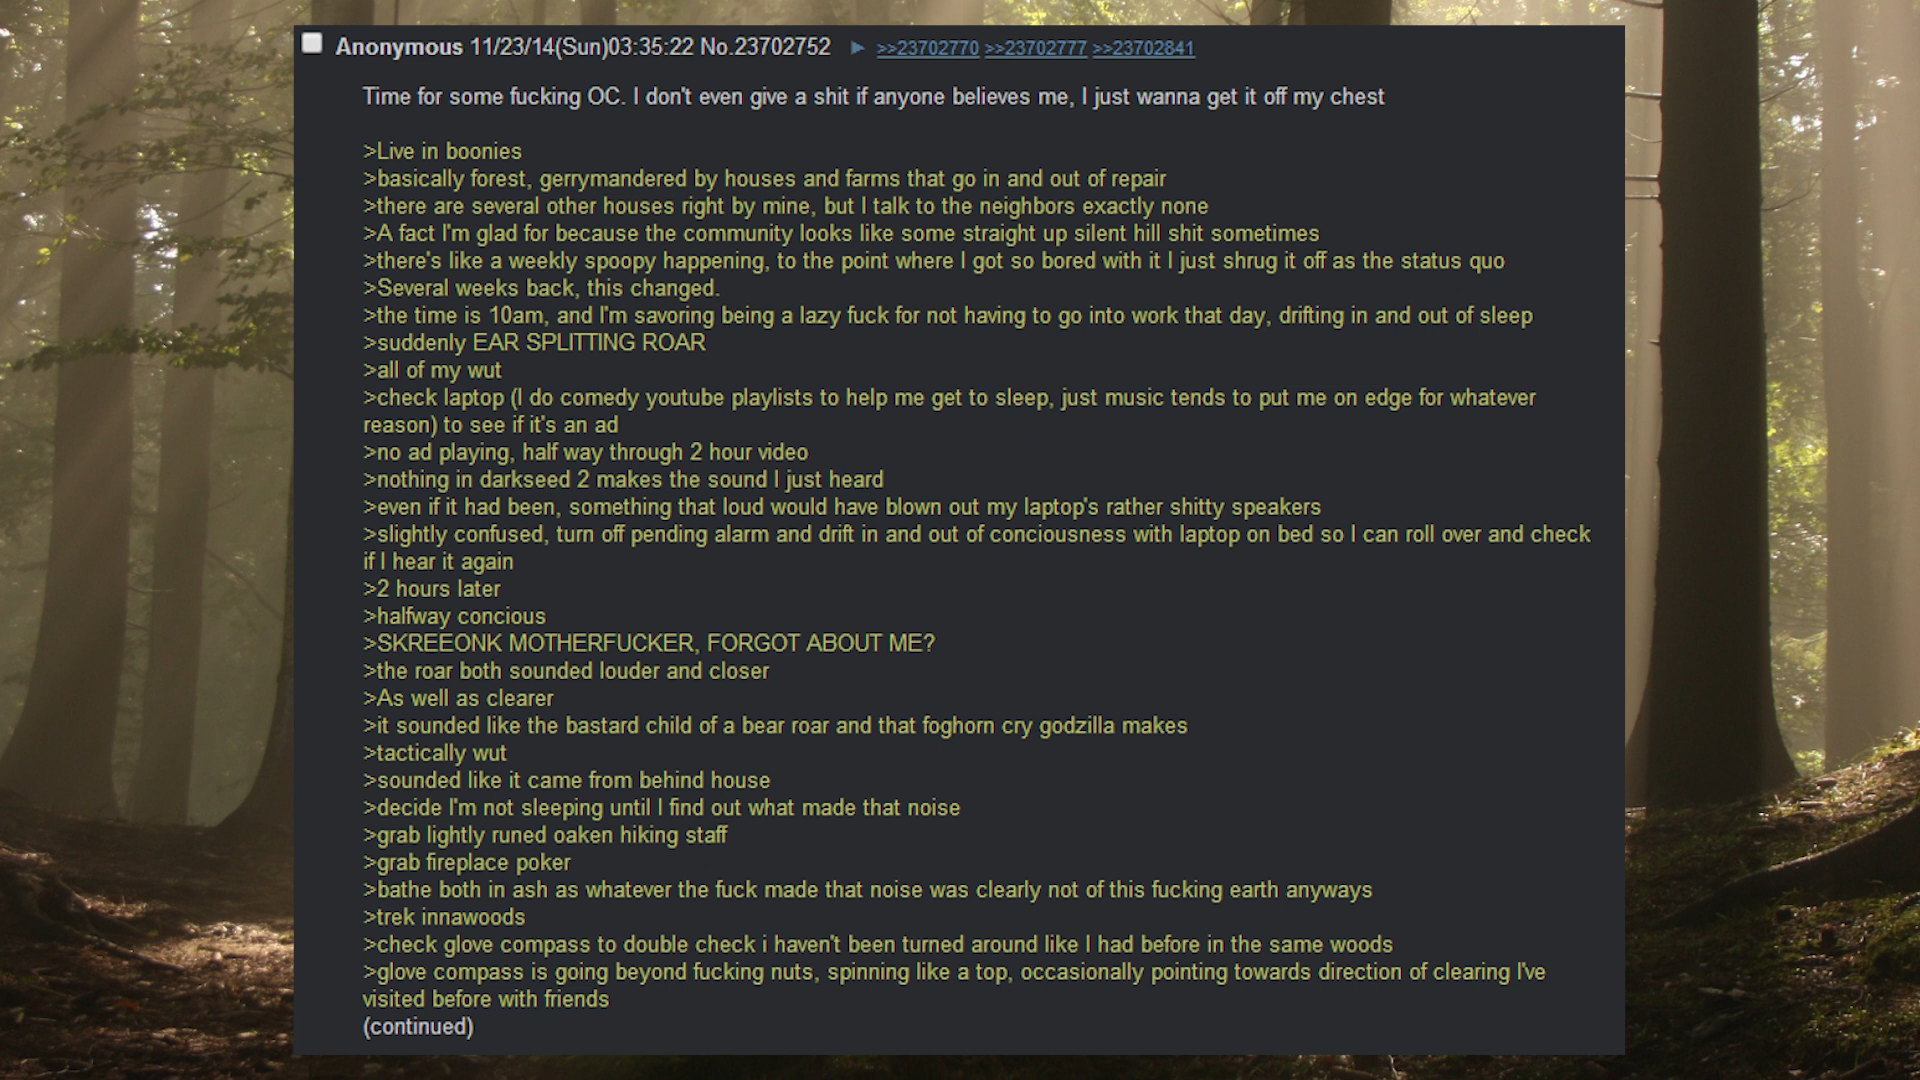 Anonymous 11/23/14(Sun)03:35:22 No.23702752 ▶ >>23702770 >>23702777 >>23702841
Time for some fucking OC. I don't even give a shit if anyone believes me, I just wanna get it off my chest
>Live in boonies
>basically forest, gerrymandered by houses and farms that go in and out of repair
>there are several other houses right by mine, but I talk to the neighbors exactly none
>A fact I'm glad for because the community looks like some straight up silent hill shit sometimes
>there's like a weekly spoopy happening, to the point where I got so bored with it I just shrug it off as the status quo
>Several weeks back, this changed.
>the time is 10am, and I'm savoring being a lazy fuck for not having to go into work that day, drifting in and out of sleep
>suddenly EAR SPLITTING ROAR
>all of my wut
>check laptop (I do comedy youtube playlists to help me get to sleep, just music tends to put me on edge for whatever
reason) to see if it's an ad
>no ad playing, half way through 2 hour video
>nothing in darkseed 2 makes the sound I just heard
>even if it had been, something that loud would have blown out my laptop's rather shitty speakers
>slightly confused, turn off pending alarm and drift in and out of conciousness with laptop on bed so I can roll over and check
if I hear it again
>2 hours later
>halfway concious
>SKREEONK MOTHERFUCKER, FORGOT ABOUT ME?
>the roar both sounded louder and closer
>As well as clearer
>it sounded like the bastard child of a bear roar and that foghorn cry godzilla makes
>tactically wut
>sounded like it came from behind house
>decide I'm not sleeping until I find out what made that noise
>grab lightly runed oaken hiking staff
>grab fireplace poker
>bathe both in ash as whatever the fuck made that noise was clearly not of this fucking earth anyways
>trek innawoods
>check glove compass to double check i haven't been turned around like I had before in the same woods
>glove compass is going beyond fucking nuts, spinning like a top, occasionally pointing towards direction of clearing I've
visited before with friends
(continued)